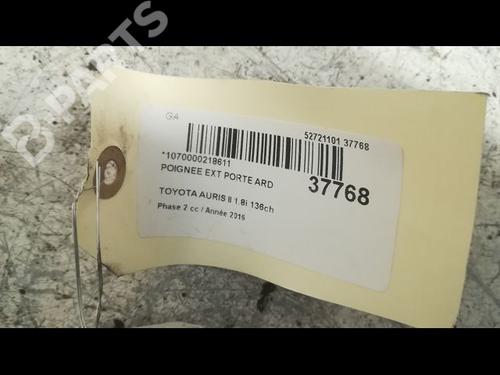 B-PARTS
GA
52721101 37768
*1070000218611
POIGNEE EXT PORTE ARD
37768
TOYOTA AURIS II 1.8i 136ch
Phase 2 cc / Année 2016